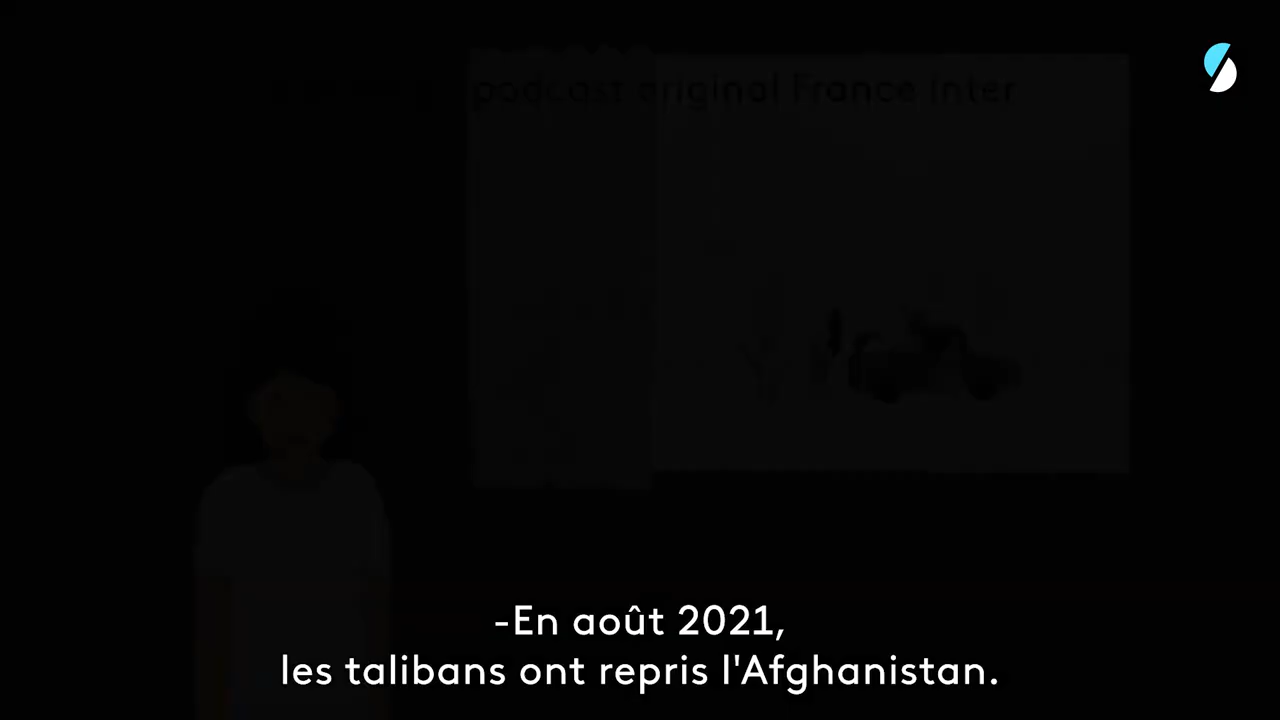 podcast original France Inter
-En août 2021,
les talibans ont repris l'Afghanistan.